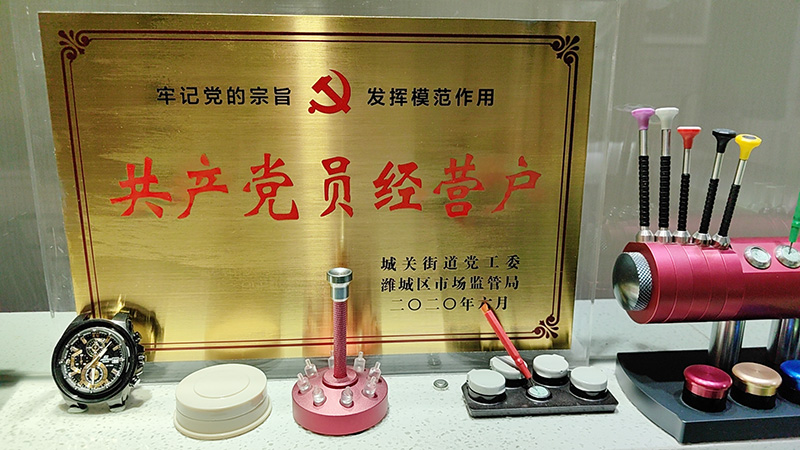 牢记党的宗旨 发挥模范作用
共产党员经营户
城关街道党工委
潍城区市场监管局
二〇二〇年六月